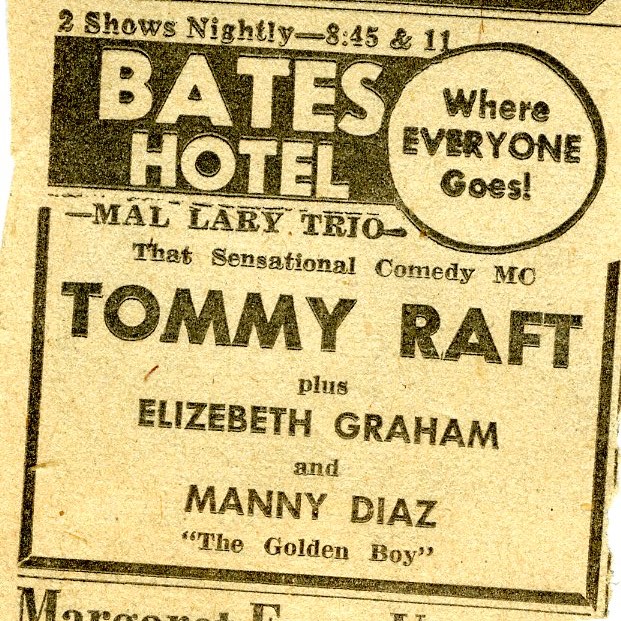 2 Shows Nightly—8:45 & 11
BATES
HOTEL
Where
EVERYONE
Goes!
—MAL LARY TRIO—
That Sensational Comedy MC
TOMMY RAFT
plus
ELIZEBETH GRAHAM
and
MANNY DIAZ
"The Golden Boy"
Margaret